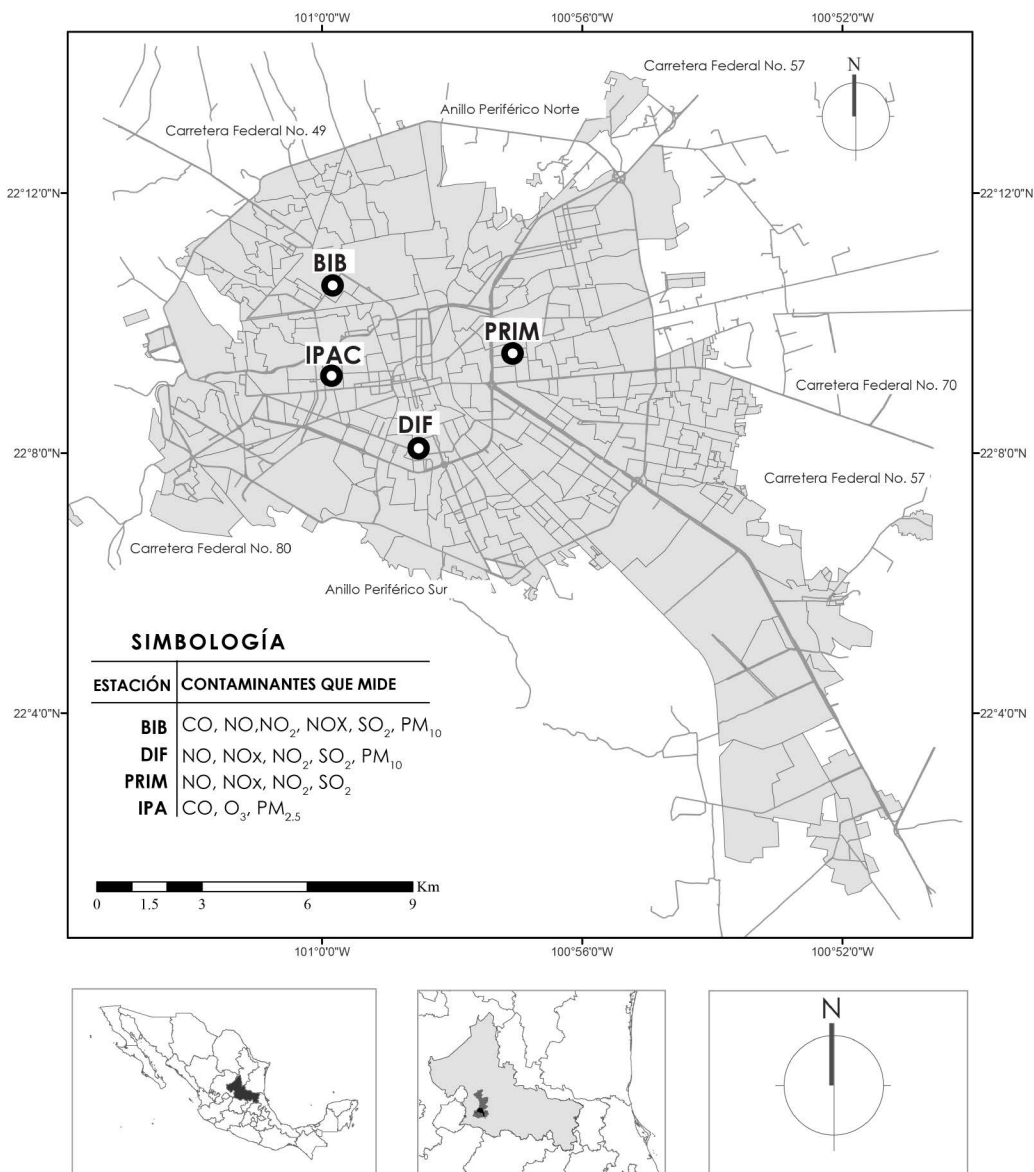 101°0'0"W 100°56'0"W 100°52'0"W
Carretera Federal No. 57
N
Anillo Periférico Norte
Carretera Federal No. 49
22°12'0"N 22°12'0"N
BIB
PRIM
IPAC
Carretera Federal No. 70
DIF
22°8'0"N 22°8'0"N
Carretera Federal No. 57
Carretera Federal No. 80
Anillo Periférico Sur
SIMBOLOGÍA
ESTACIÓN CONTAMINANTES QUE MIDE
22°4'0"N 22°4'0"N
BIB CO, NO,NO₂, NOX, SO₂, PM₁₀
DIF NO, NOx, NO₂, SO₂, PM₁₀
PRIM NO, NOx, NO₂, SO₂
IPA CO, O₃, PM₂.₅
Km
0 1.5 3 6 9
101°0'0"W 100°56'0"W 100°52'0"W
N